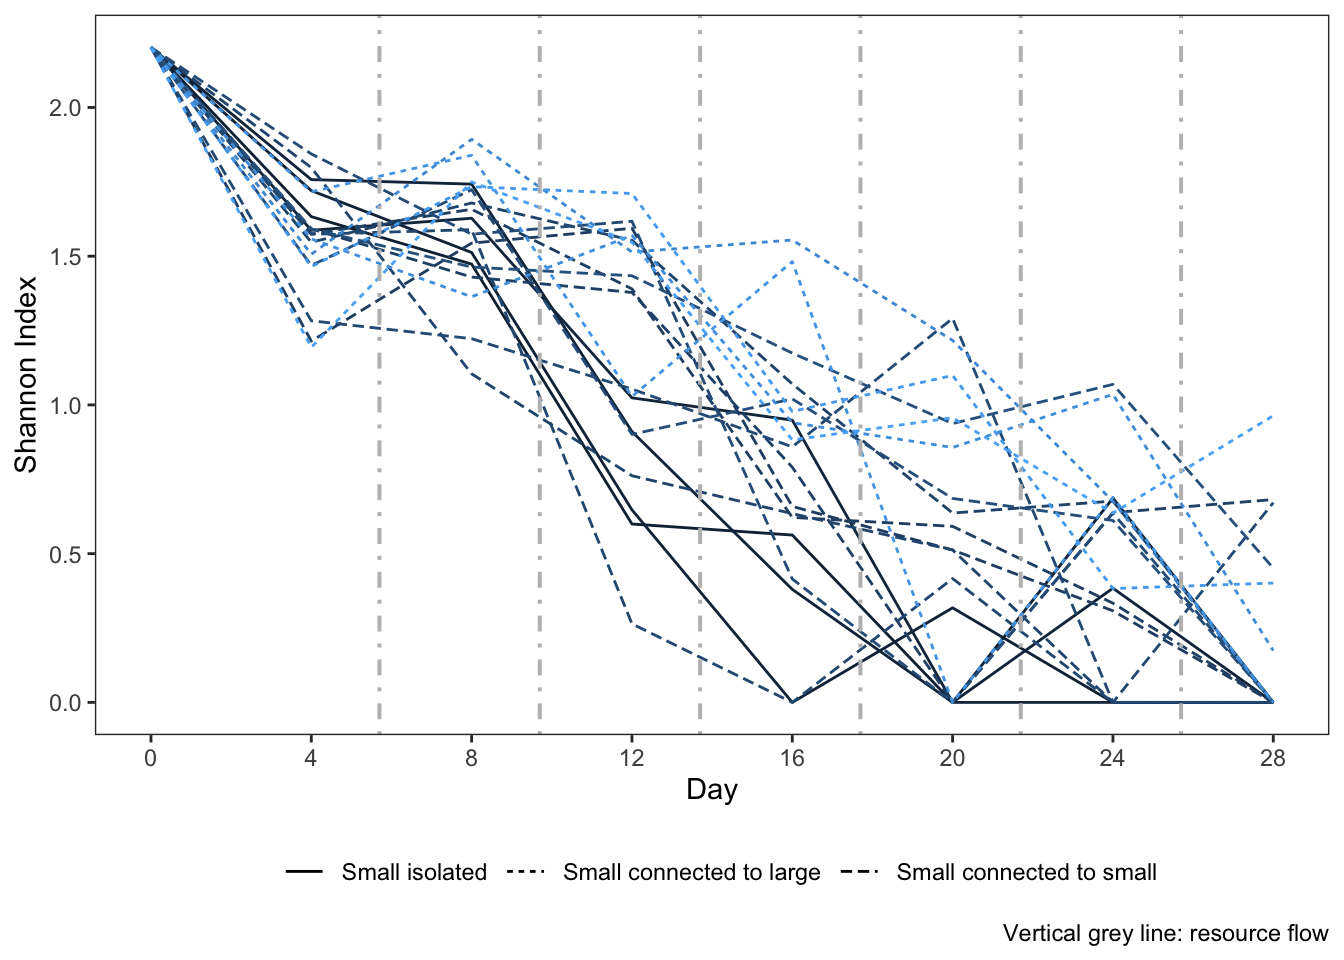 Shannon Index
2.0
1.5
1.0
0.5
0.0
0 4 8 12 16 20 24 28
Day
Small isolated Small connected to large Small connected to small
Vertical grey line: resource flow